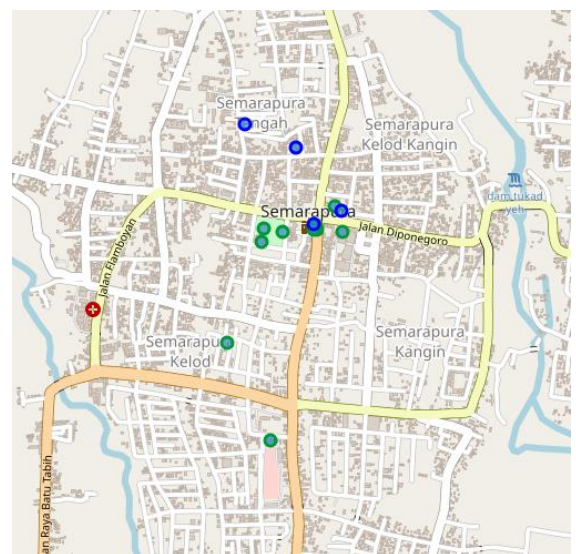 Semarapura
Tengah
Semarapura
Kelod Kangin
dam tukad
yeh
Semarapura
Jalan Diponegoro
Jalan Flamboyan
Semarapura
Kelod
Semarapura
Kangin
Jalan Raya Batu Tabih